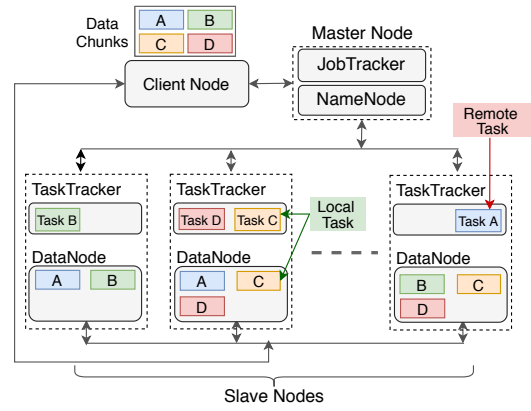 Data
Chunks
A
B
C
D
Master Node
Client Node
JobTracker
NameNode
Remote
Task
TaskTracker
Task B
DataNode
A
B
TaskTracker
Task D
Task C
DataNode
A
C
D
Local
Task
TaskTracker
Task A
DataNode
B
C
D
Slave Nodes